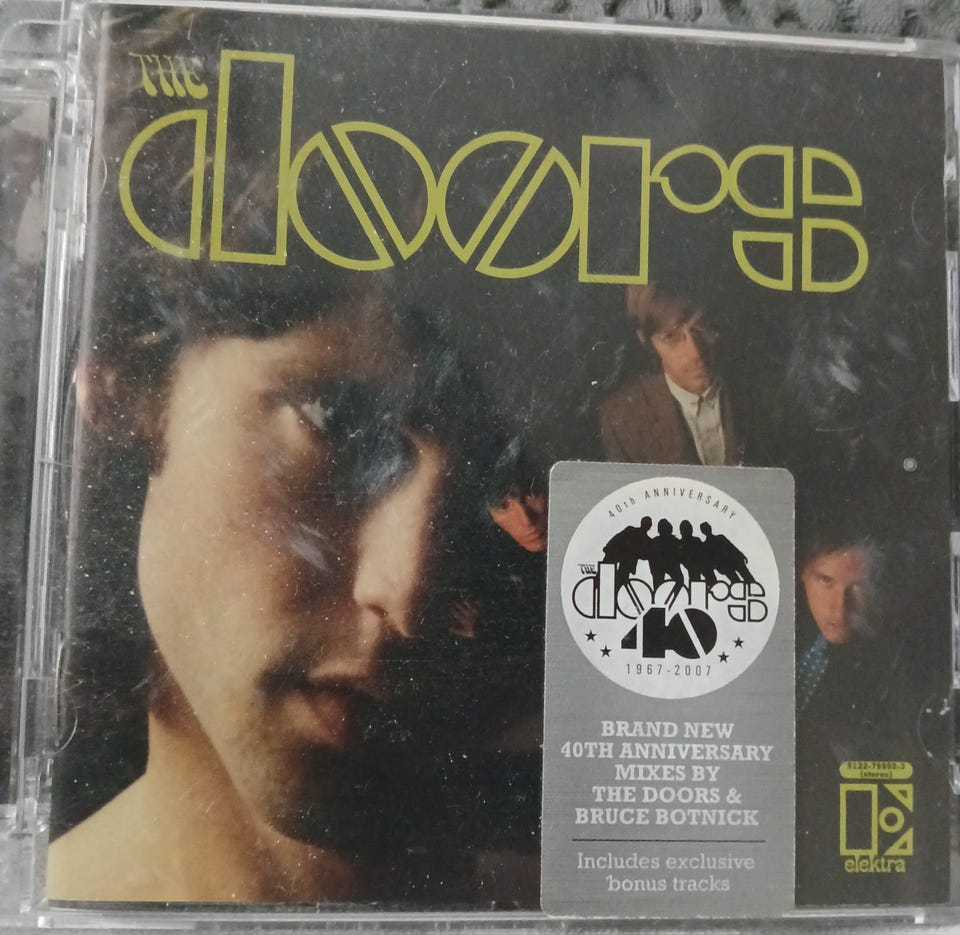 THE
doors
40th ANNIVERSARY
THE
doors
40
1967-2007
BRAND NEW
40TH ANNIVERSARY
MIXES BY
THE DOORS &
BRUCE BOTNICK
Includes exclusive
bonus tracks
(stereo)
elektra